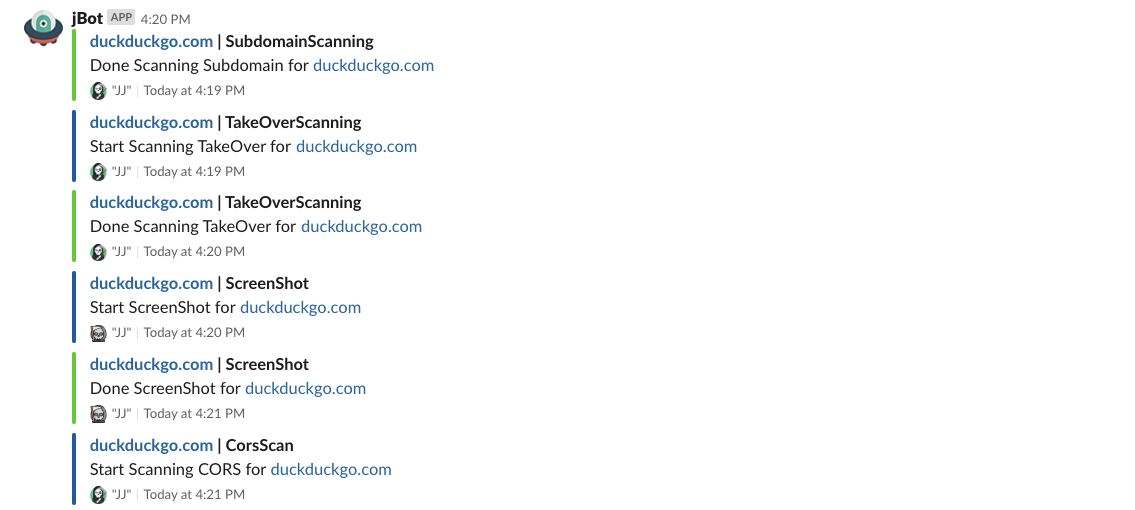 jBot APP 4:20 PM
duckduckgo.com | SubdomainScanning
Done Scanning Subdomain for duckduckgo.com
"JJ" | Today at 4:19 PM
duckduckgo.com | TakeOverScanning
Start Scanning TakeOver for duckduckgo.com
"JJ" | Today at 4:19 PM
duckduckgo.com | TakeOverScanning
Done Scanning TakeOver for duckduckgo.com
"JJ" | Today at 4:20 PM
duckduckgo.com | ScreenShot
Start ScreenShot for duckduckgo.com
"JJ" | Today at 4:20 PM
duckduckgo.com | ScreenShot
Done ScreenShot for duckduckgo.com
"JJ" | Today at 4:21 PM
duckduckgo.com | CorsScan
Start Scanning CORS for duckduckgo.com
"JJ" | Today at 4:21 PM